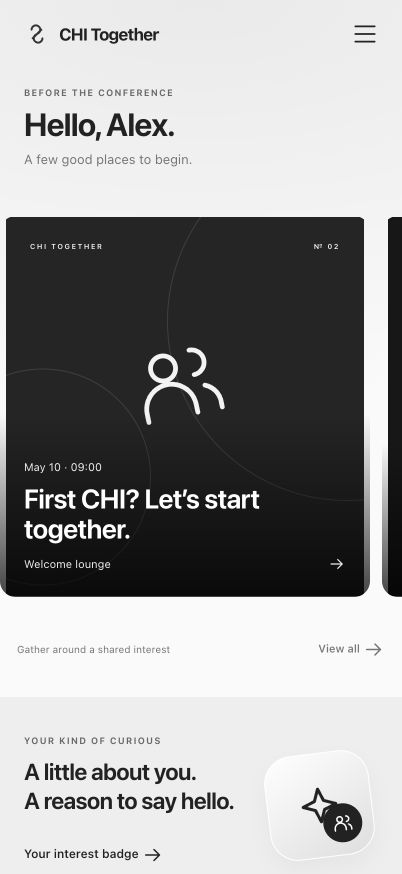 CHI Together
BEFORE THE CONFERENCE
Hello, Alex.
A few good places to begin.
CHI TOGETHER
№ 02
May 10 · 09:00
First CHI? Let’s start
together.
Welcome lounge
Gather around a shared interest
View all
YOUR KIND OF CURIOUS
A little about you.
A reason to say hello.
Your interest badge